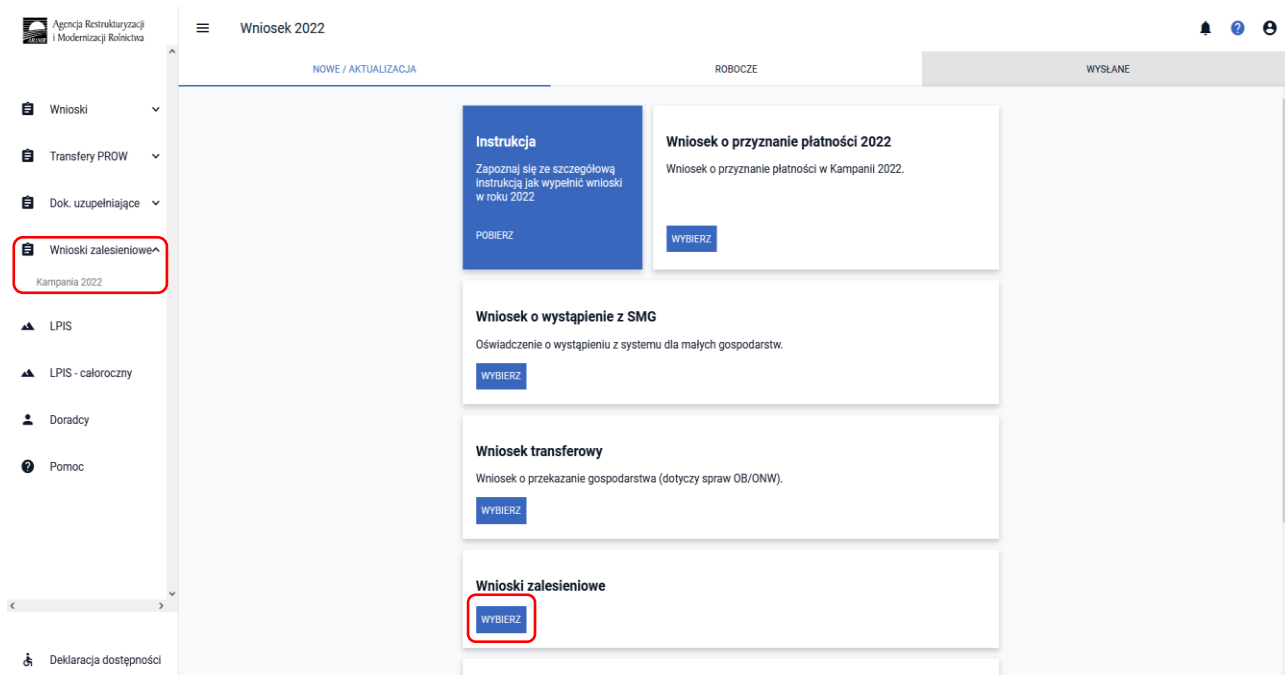 Agencja Restrukturyzacji
i Modernizacji Rolnictwa
Wnioski
Transfery PROW
Dok. uzupełniające
Wnioski zalesieniowe
Kampania 2022
LPIS
LPIS - całoroczny
Doradcy
Pomoc
Deklaracja dostępności
Wniosek 2022
NOWE / AKTUALIZACJA
ROBOCZE
WYSŁANE
Instrukcja
Zapoznaj się ze szczegółową
instrukcją jak wypełnić wnioski
w roku 2022
POBIERZ
Wniosek o przyznanie płatności 2022
Wniosek o przyznanie płatności w Kampanii 2022.
WYBIERZ
Wniosek o wystąpienie z SMG
Oświadczenie o wystąpieniu z systemu dla małych gospodarstw.
WYBIERZ
Wniosek transferowy
Wniosek o przekazanie gospodarstwa (dotyczy spraw OB/ONW).
WYBIERZ
Wnioski zalesieniowe
WYBIERZ